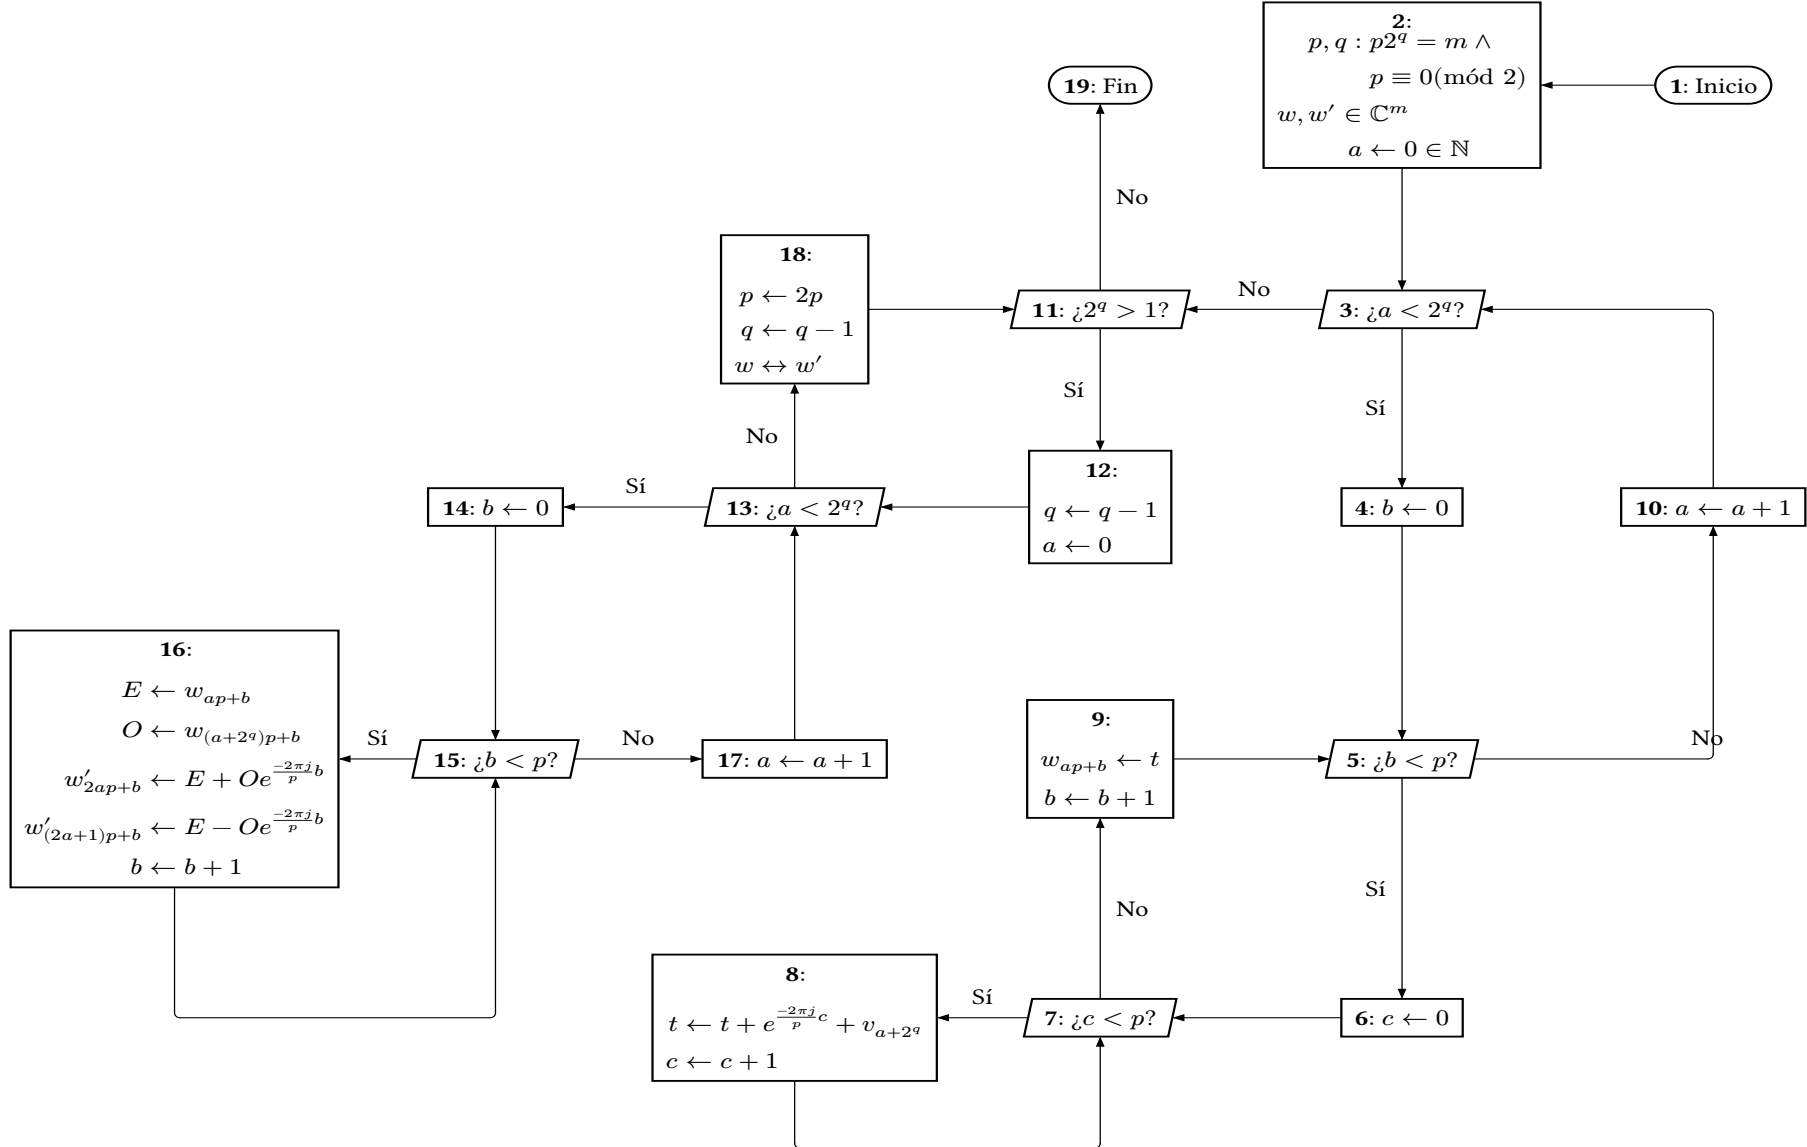 1: Inicio
2:
p, q : p2^q = m ∧
p ≡ 0(mód 2)
w, w′ ∈ ℂ^m
a ← 0 ∈ ℕ
3: ¿a < 2^q?
Sí
No
4: b ← 0
5: ¿b < p?
Sí
No
6: c ← 0
7: ¿c < p?
Sí
No
8:
t ← t + e^{\frac{-2πj}{p}c} + v_{a+2^q}
c ← c + 1
9:
w_{ap+b} ← t
b ← b + 1
10: a ← a + 1
11: ¿2^q > 1?
Sí
No
12:
q ← q − 1
a ← 0
13: ¿a < 2^q?
Sí
No
14: b ← 0
15: ¿b < p?
Sí
No
16:
E ← w_{ap+b}
O ← w_{(a+2^q)p+b}
w′_{2ap+b} ← E + Oe^{\frac{-2πj}{p}b}
w′_{(2a+1)p+b} ← E − Oe^{\frac{-2πj}{p}b}
b ← b + 1
17: a ← a + 1
18:
p ← 2p
q ← q − 1
w ↔ w′
19: Fin